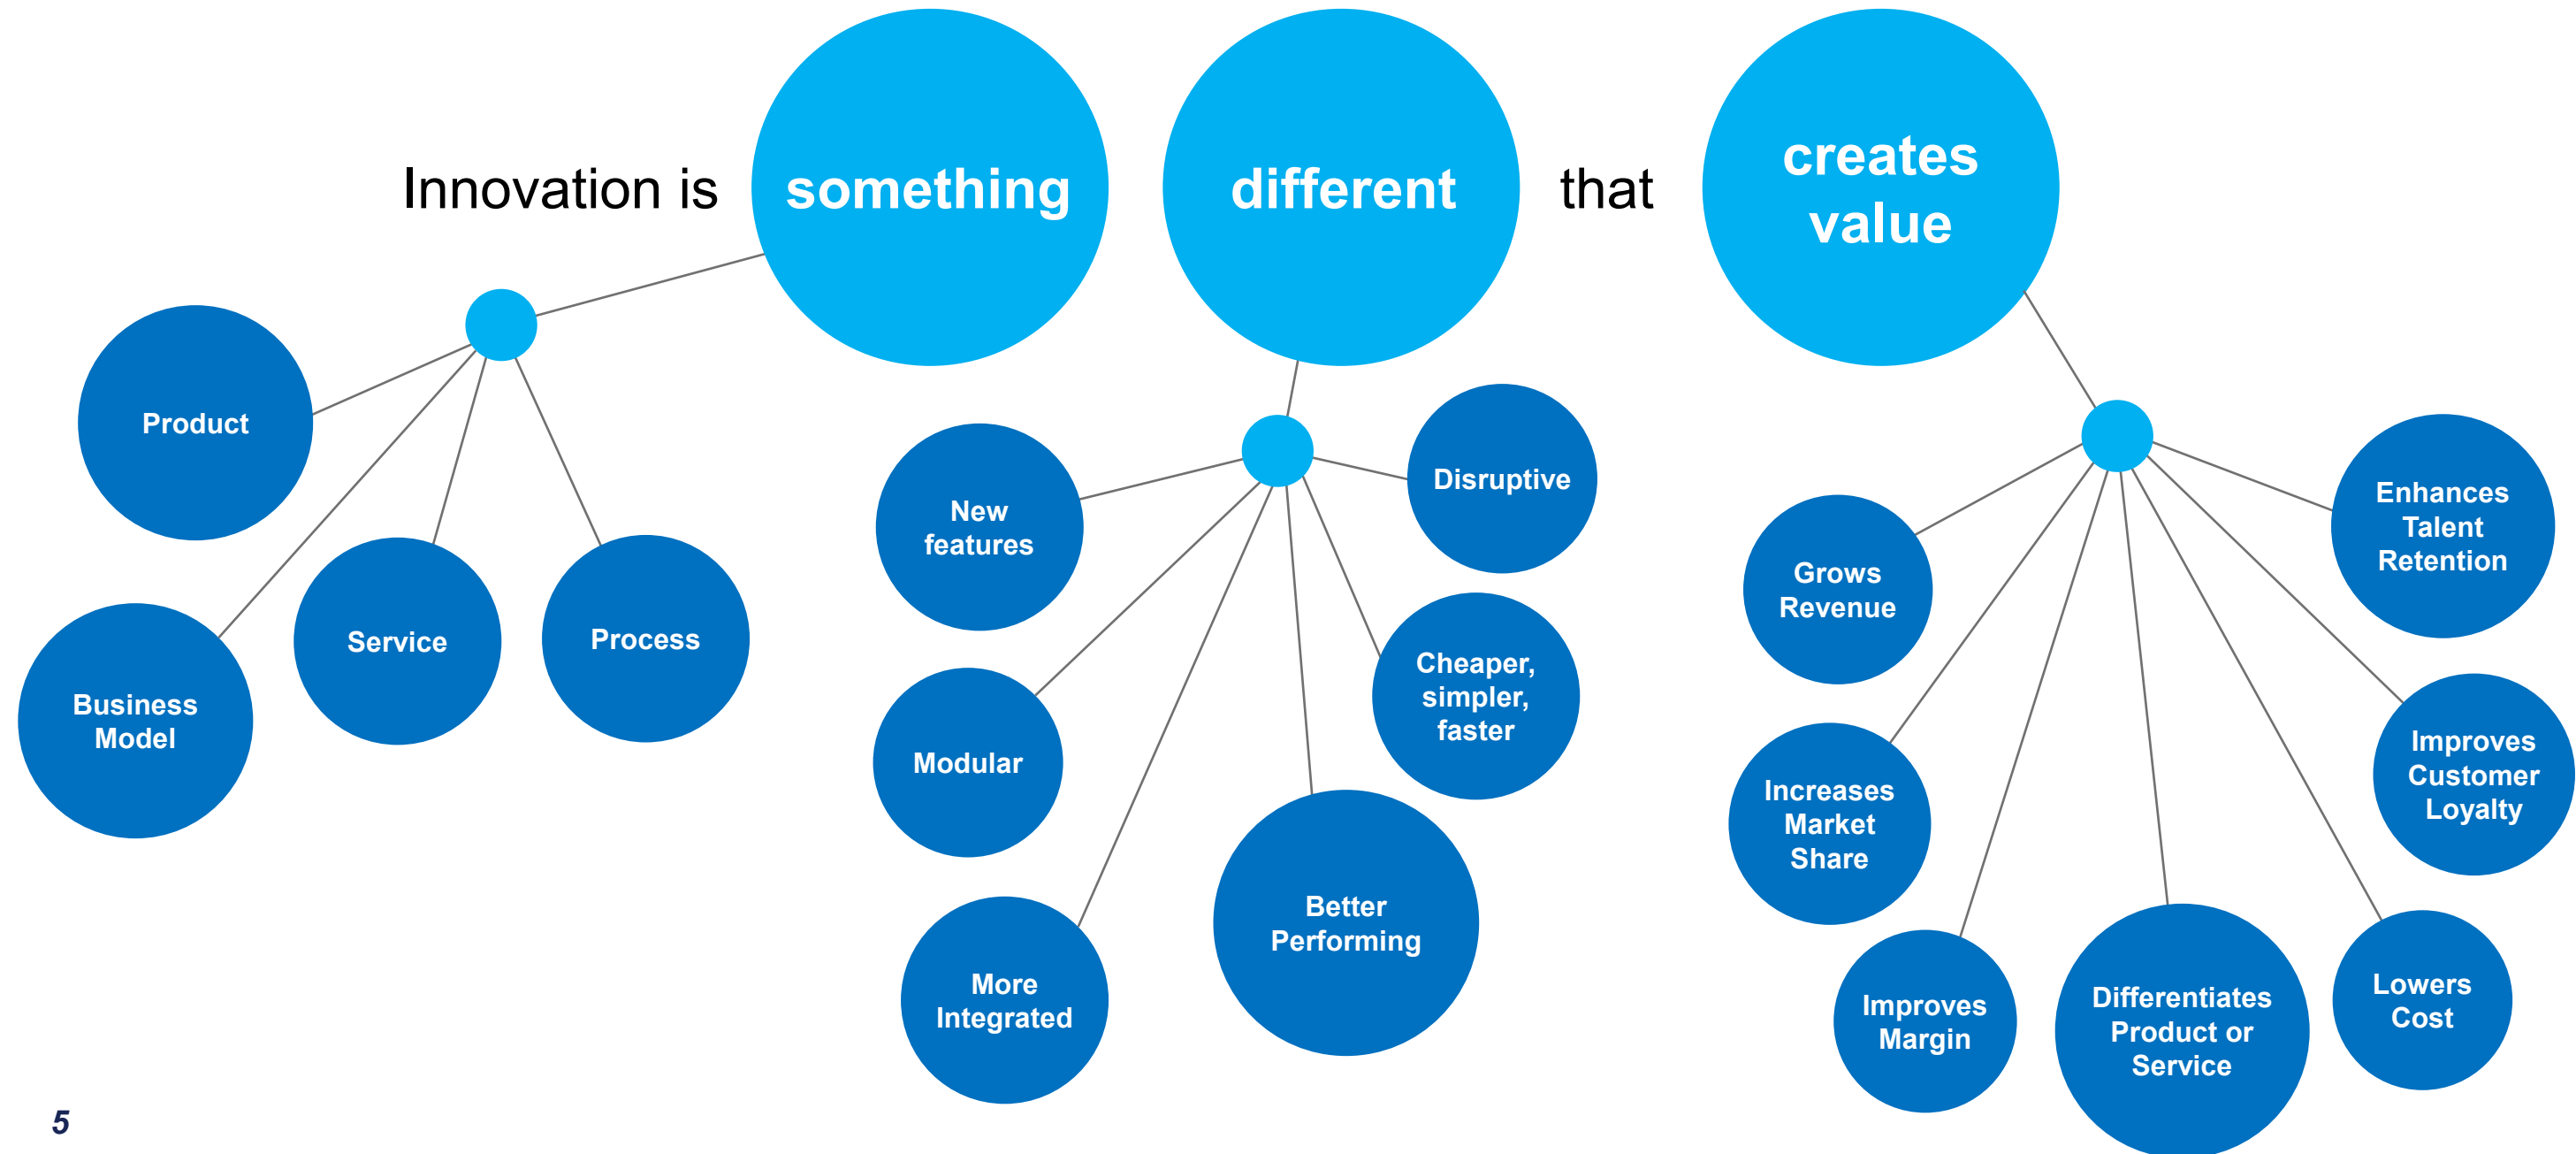 Innovation is something different that creates
value
Product
Business
Model
Service
Process
New
features
Modular
More
Integrated
Better
Performing
Cheaper,
simpler,
faster
Disruptive
Grows
Revenue
Increases
Market
Share
Improves
Margin
Differentiates
Product or
Service
Lowers
Cost
Improves
Customer
Loyalty
Enhances
Talent
Retention
5